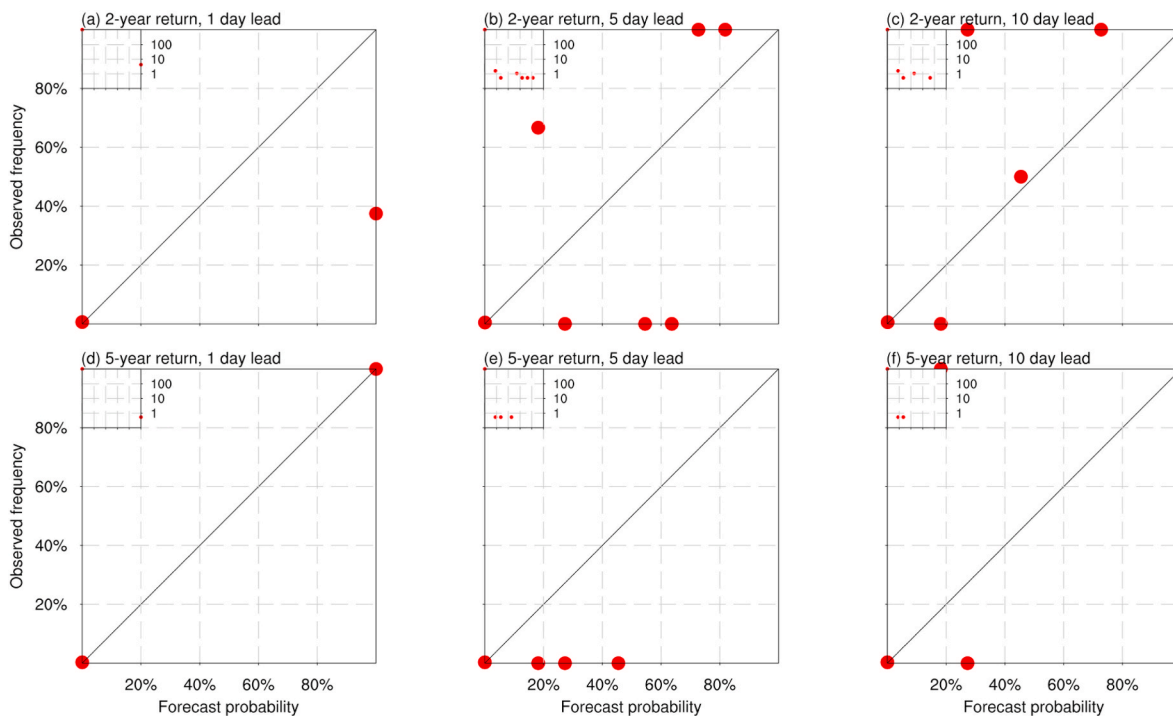 (a) 2-year return, 1 day lead
100
10
1
80%
60%
40%
20%
Observed frequency
(b) 2-year return, 5 day lead
100
10
1
(c) 2-year return, 10 day lead
100
10
1
(d) 5-year return, 1 day lead
100
10
1
80%
60%
40%
20%
Observed frequency
20% 40% 60% 80%
Forecast probability
(e) 5-year return, 5 day lead
100
10
1
20% 40% 60% 80%
Forecast probability
(f) 5-year return, 10 day lead
100
10
1
20% 40% 60% 80%
Forecast probability